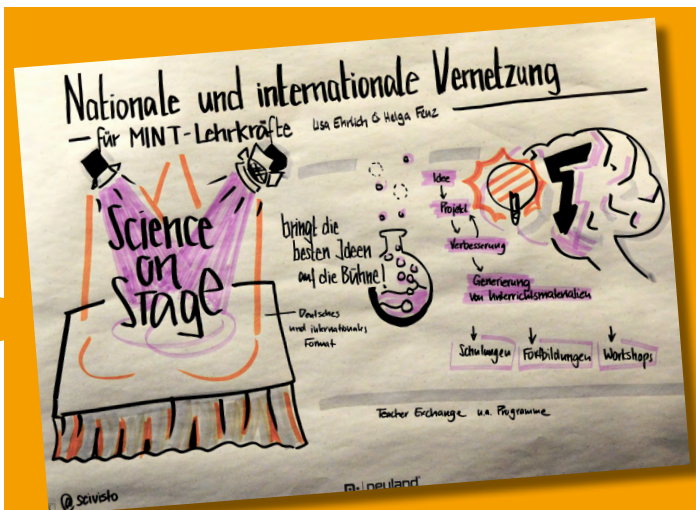 Nationale und internationale Vernetzung
– für MINT-Lehrkräfte
Lisa Ehrlich & Helga Fenz
Science
on
Stage
bringt die
besten Ideen
auf die Bühne!
Deutsches
und internationales
Format
Idee
Projekt
Verbesserung
Generierung
von Unterrichtsmaterialien
Schulungen
Fortbildungen
Workshops
Teacher Exchange u.a. Programme
@scivisto
neuland